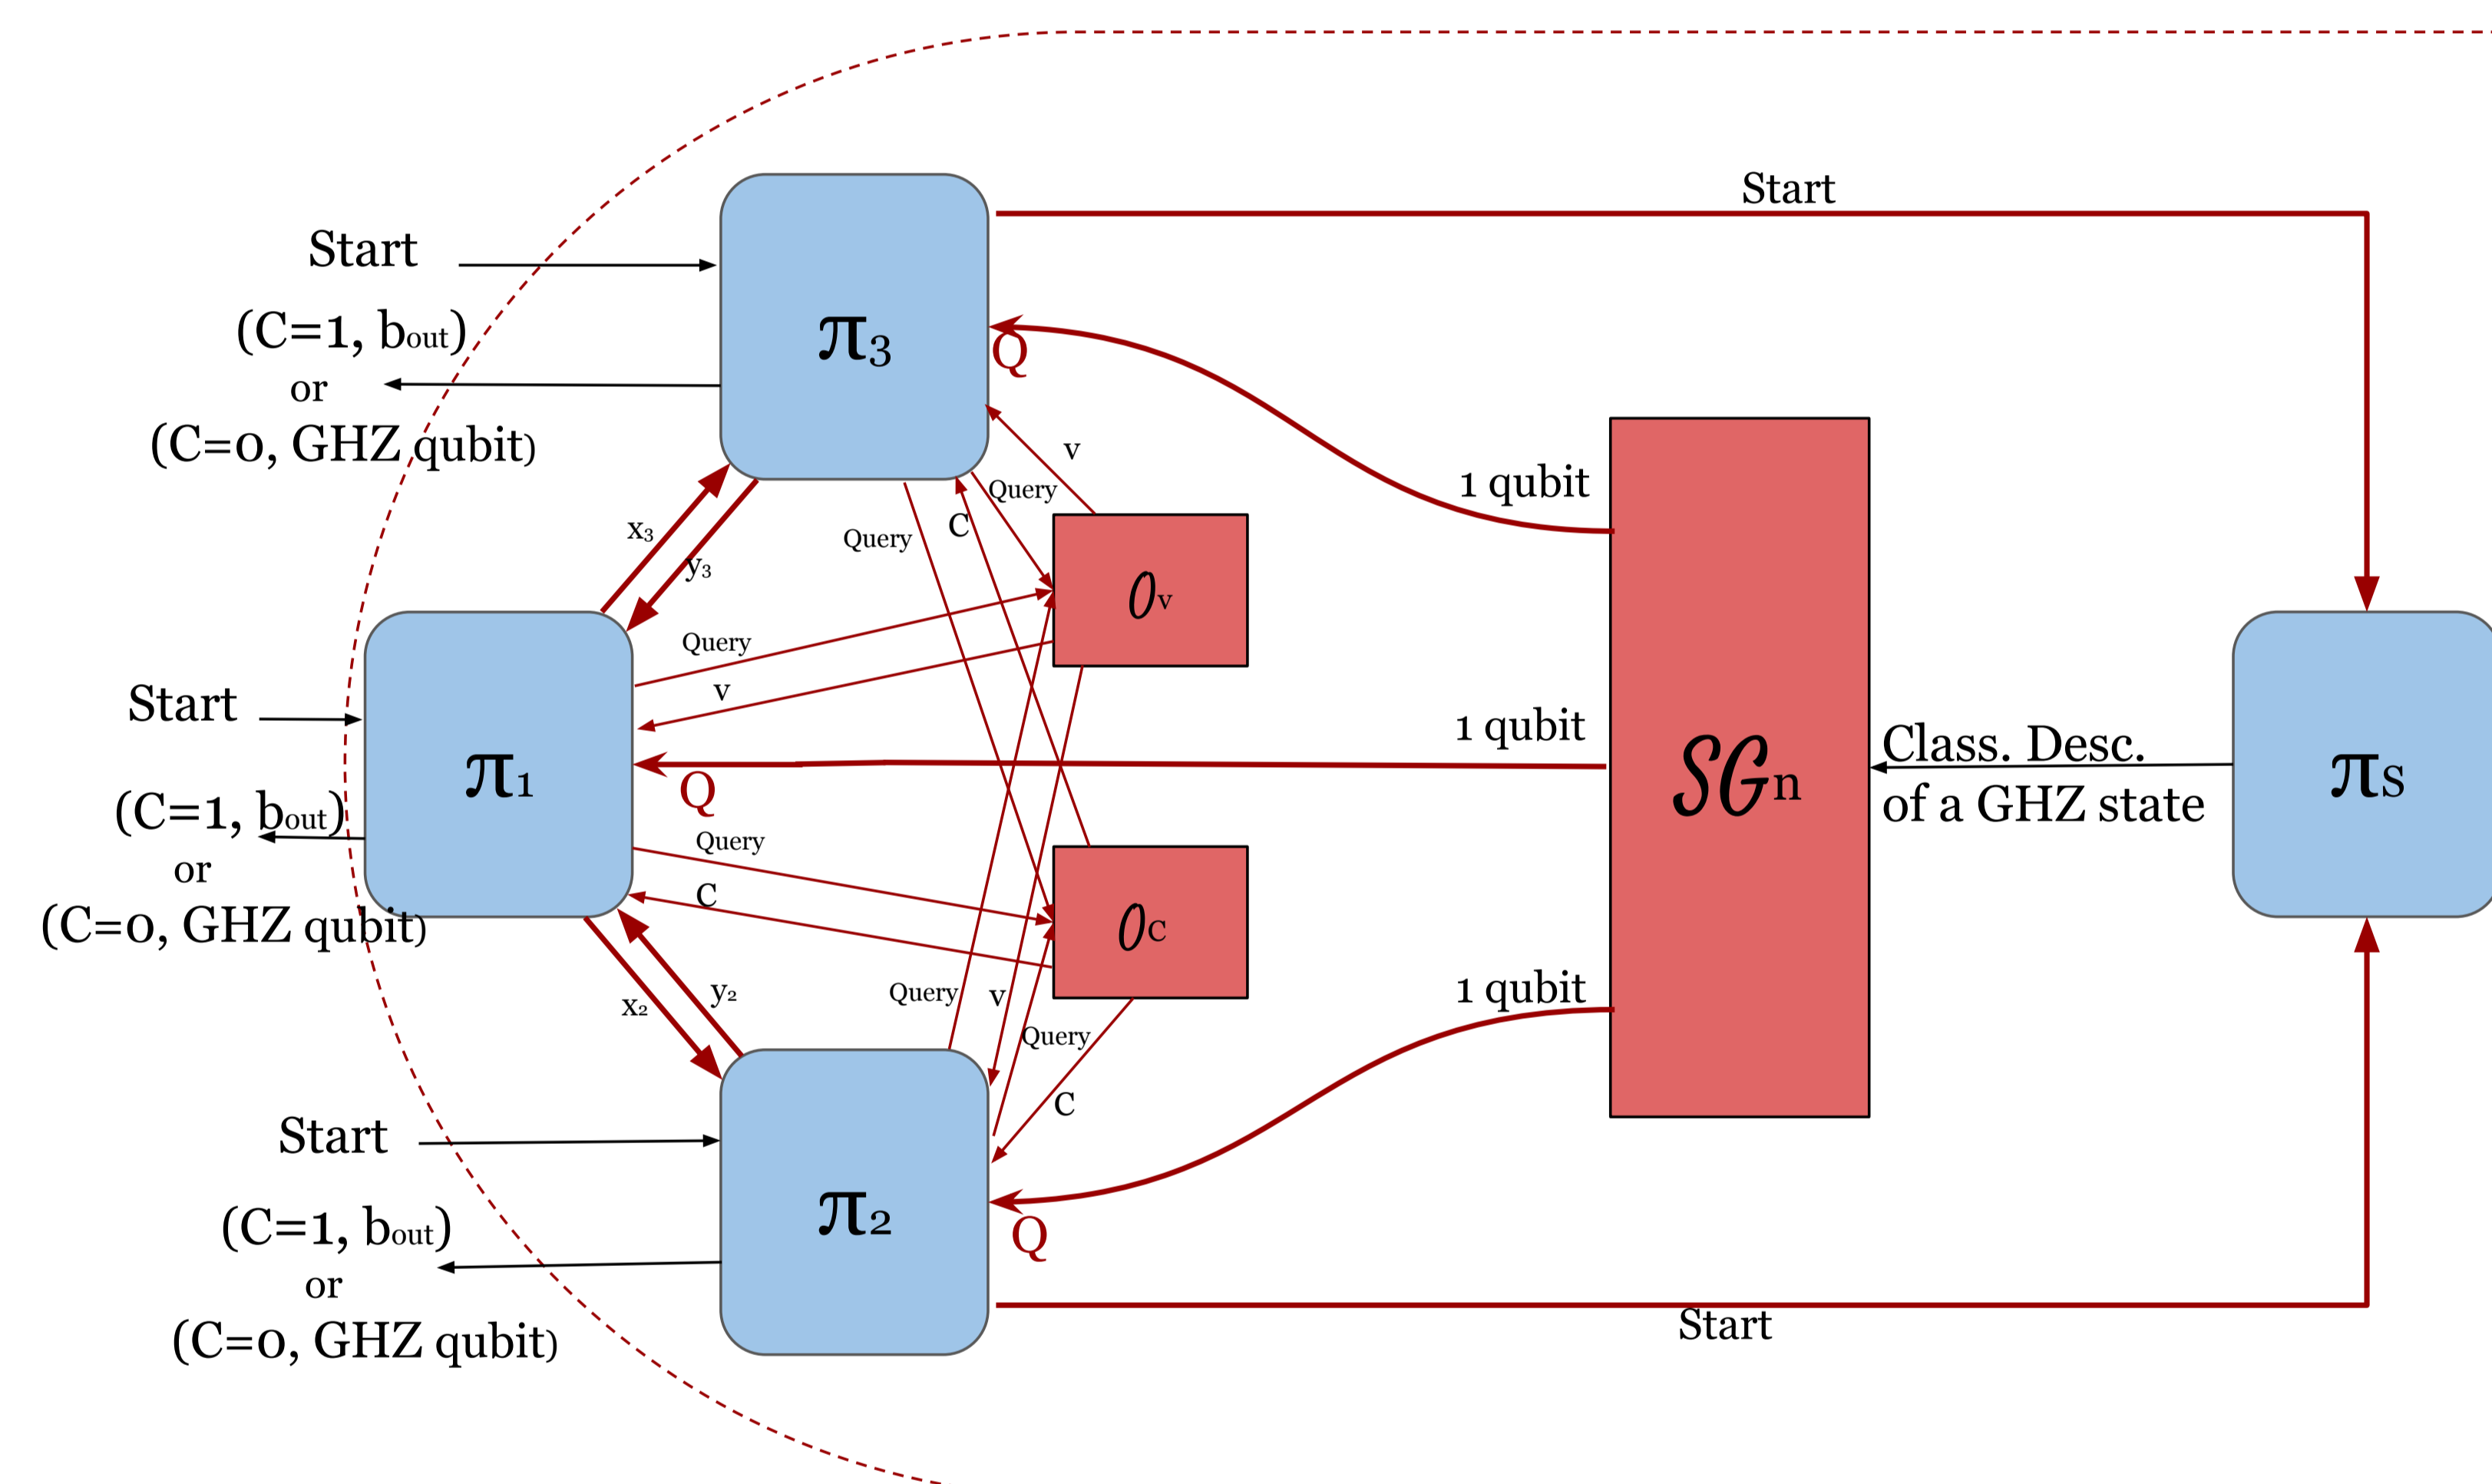 Start
Start
(C=1, bout)
or
(C=0, GHZ qubit)
π3
Q
v
Query
1 qubit
C
Query
x3
y3
Ov
Query
v
Start
1 qubit
Class. Desc.
of a GHZ state
SGn
π1
πS
Q
(C=1, bout)
or
(C=0, GHZ qubit)
Query
C
OC
1 qubit
Query
v
y2
x2
Query
C
Start
(C=1, bout)
or
(C=0, GHZ qubit)
π2
Q
Start